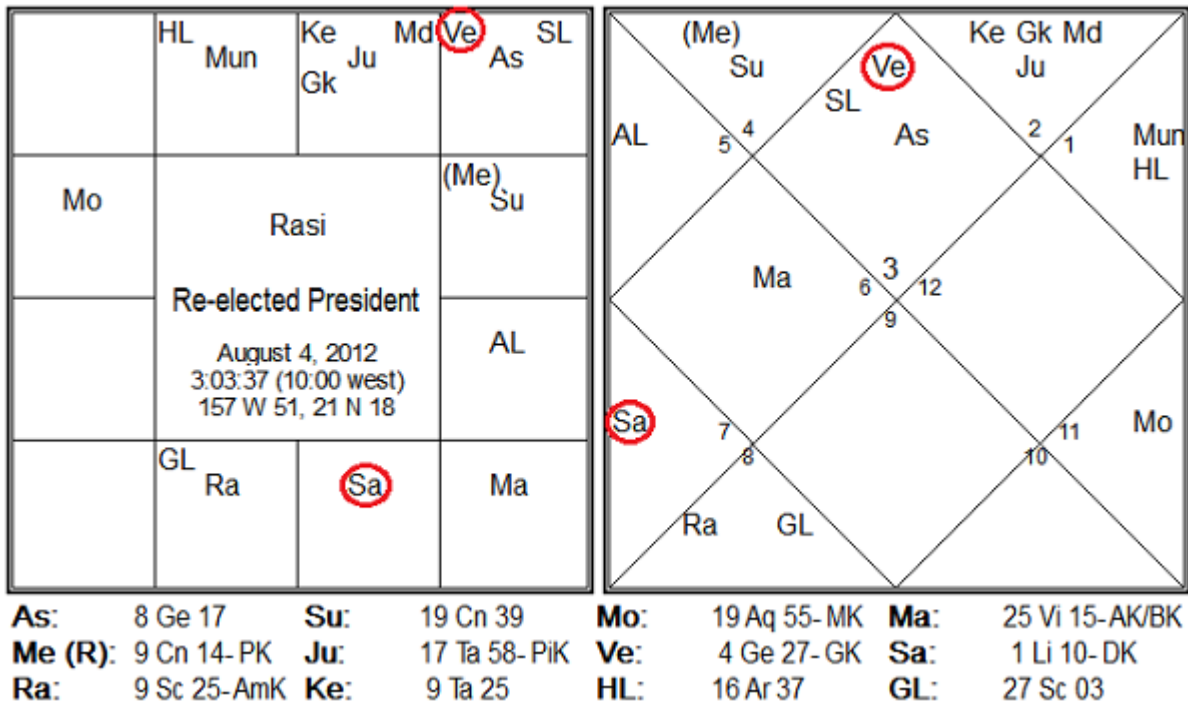 HL
Mun
Ke Md
Ju
Gk
Ve SL
As
Mo
(Me)
Su
Rasi
Re-elected President
August 4, 2012
3:03:37 (10:00 west)
157 W 51, 21 N 18
AL
GL
Ra
Sa
Ma
(Me)
Su
Ve
SL
As
Ke Gk Md
Ju
AL
5 4
2 1
Mun
HL
Ma
3
6 12
9
Sa
7
8
11
10
Mo
Ra GL
As: 8 Ge 17 Su: 19 Cn 39 Mo: 19 Aq 55- MK Ma: 25 Vi 15- AK/BK
Me (R): 9 Cn 14- PK Ju: 17 Ta 58- PiK Ve: 4 Ge 27- GK Sa: 1 Li 10- DK
Ra: 9 Sc 25- AmK Ke: 9 Ta 25 HL: 16 Ar 37 GL: 27 Sc 03